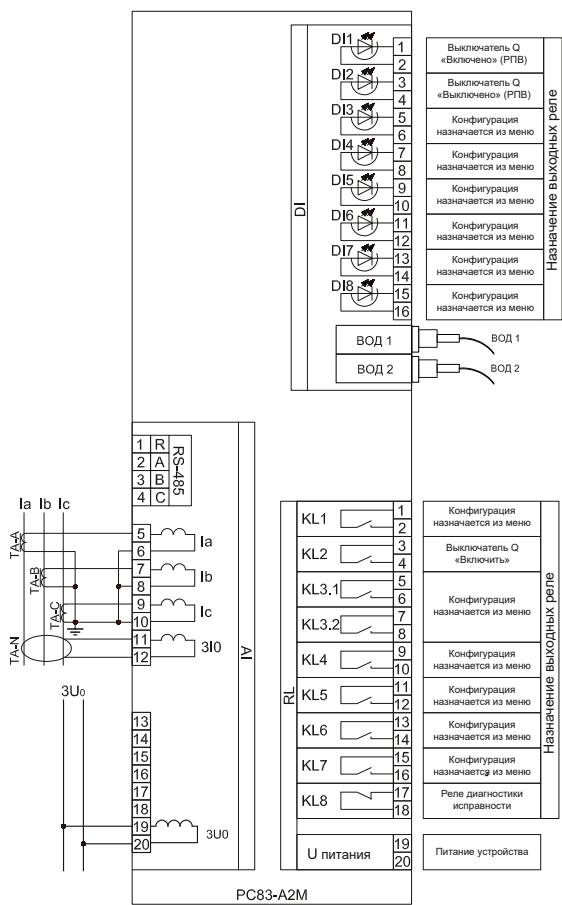 DI
DI1
1
2
Выключатель Q
«Включено» (РПВ)
DI2
3
4
Выключатель Q
«Выключено» (РПВ)
DI3
5
6
Конфигурация
назначается из меню
DI4
7
8
Конфигурация
назначается из меню
DI5
9
10
Конфигурация
назначается из меню
DI6
11
12
Конфигурация
назначается из меню
DI7
13
14
Конфигурация
назначается из меню
DI8
15
16
Конфигурация
назначается из меню
Назначение выходных реле
ВОД 1
ВОД 1
ВОД 2
ВОД 2
1 R
2 A
3 B
4 C
RS-485
Ia Ib Ic
TA-A
TA-B
TA-C
TA-N
5
6
Ia
7
8
Ib
9
10
Ic
11
12
3I0
AI
3U0
13
14
15
16
17
18
19
20
3U0
RL
KL1
1
2
Конфигурация
назначается из меню
KL2
3
4
Выключатель Q
«Включить»
KL3.1
5
6
KL3.2
7
8
Конфигурация
назначается из меню
KL4
9
10
Конфигурация
назначается из меню
KL5
11
12
Конфигурация
назначается из меню
KL6
13
14
Конфигурация
назначается из меню
KL7
15
16
Конфигурация
назначается из меню
KL8
17
18
Реле диагностики
исправности
Назначение выходных реле
U питания
19
20
Питание устройства
РС83-А2М